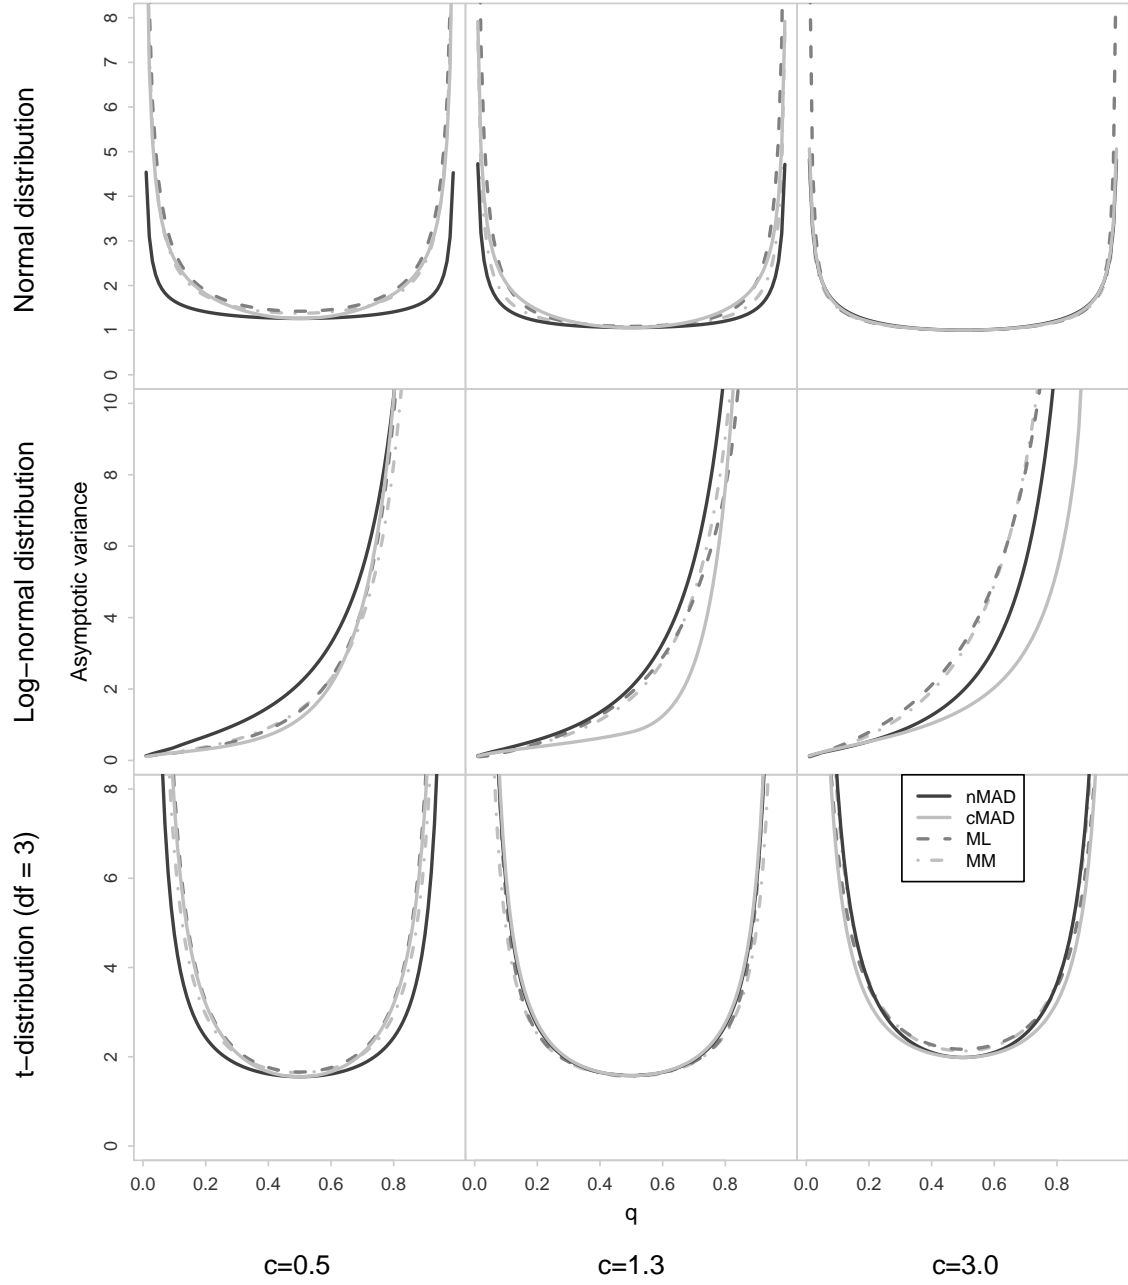 Normal distribution
8
7
6
5
4
3
2
1
0
Log−normal distribution
Asymptotic variance
10
8
6
4
2
0
t−distribution (df = 3)
8
6
4
2
0
nMAD
cMAD
ML
MM
0.0 0.2 0.4 0.6 0.8 0.0 0.2 0.4 0.6 0.8 0.0 0.2 0.4 0.6 0.8
q
c=0.5 c=1.3 c=3.0